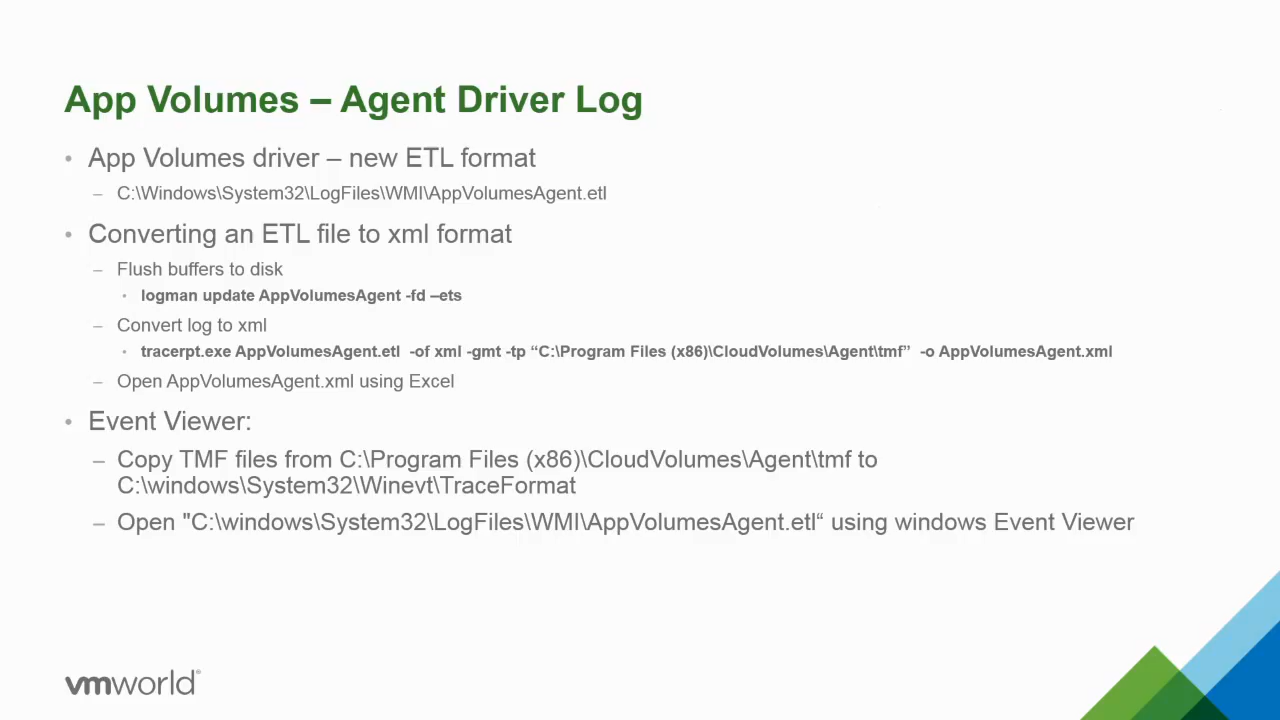 App Volumes – Agent Driver Log
• App Volumes driver – new ETL format
– C:\Windows\System32\LogFiles\WMI\AppVolumesAgent.etl
• Converting an ETL file to xml format
– Flush buffers to disk
• logman update AppVolumesAgent -fd –ets
– Convert log to xml
• tracerpt.exe AppVolumesAgent.etl  -of xml -gmt -tp “C:\Program Files (x86)\CloudVolumes\Agent\tmf”  -o AppVolumesAgent.xml
– Open AppVolumesAgent.xml using Excel
• Event Viewer:
– Copy TMF files from C:\Program Files (x86)\CloudVolumes\Agent\tmf to
C:\windows\System32\Winevt\TraceFormat
– Open "C:\windows\System32\LogFiles\WMI\AppVolumesAgent.etl“ using windows Event Viewer
vmworld®